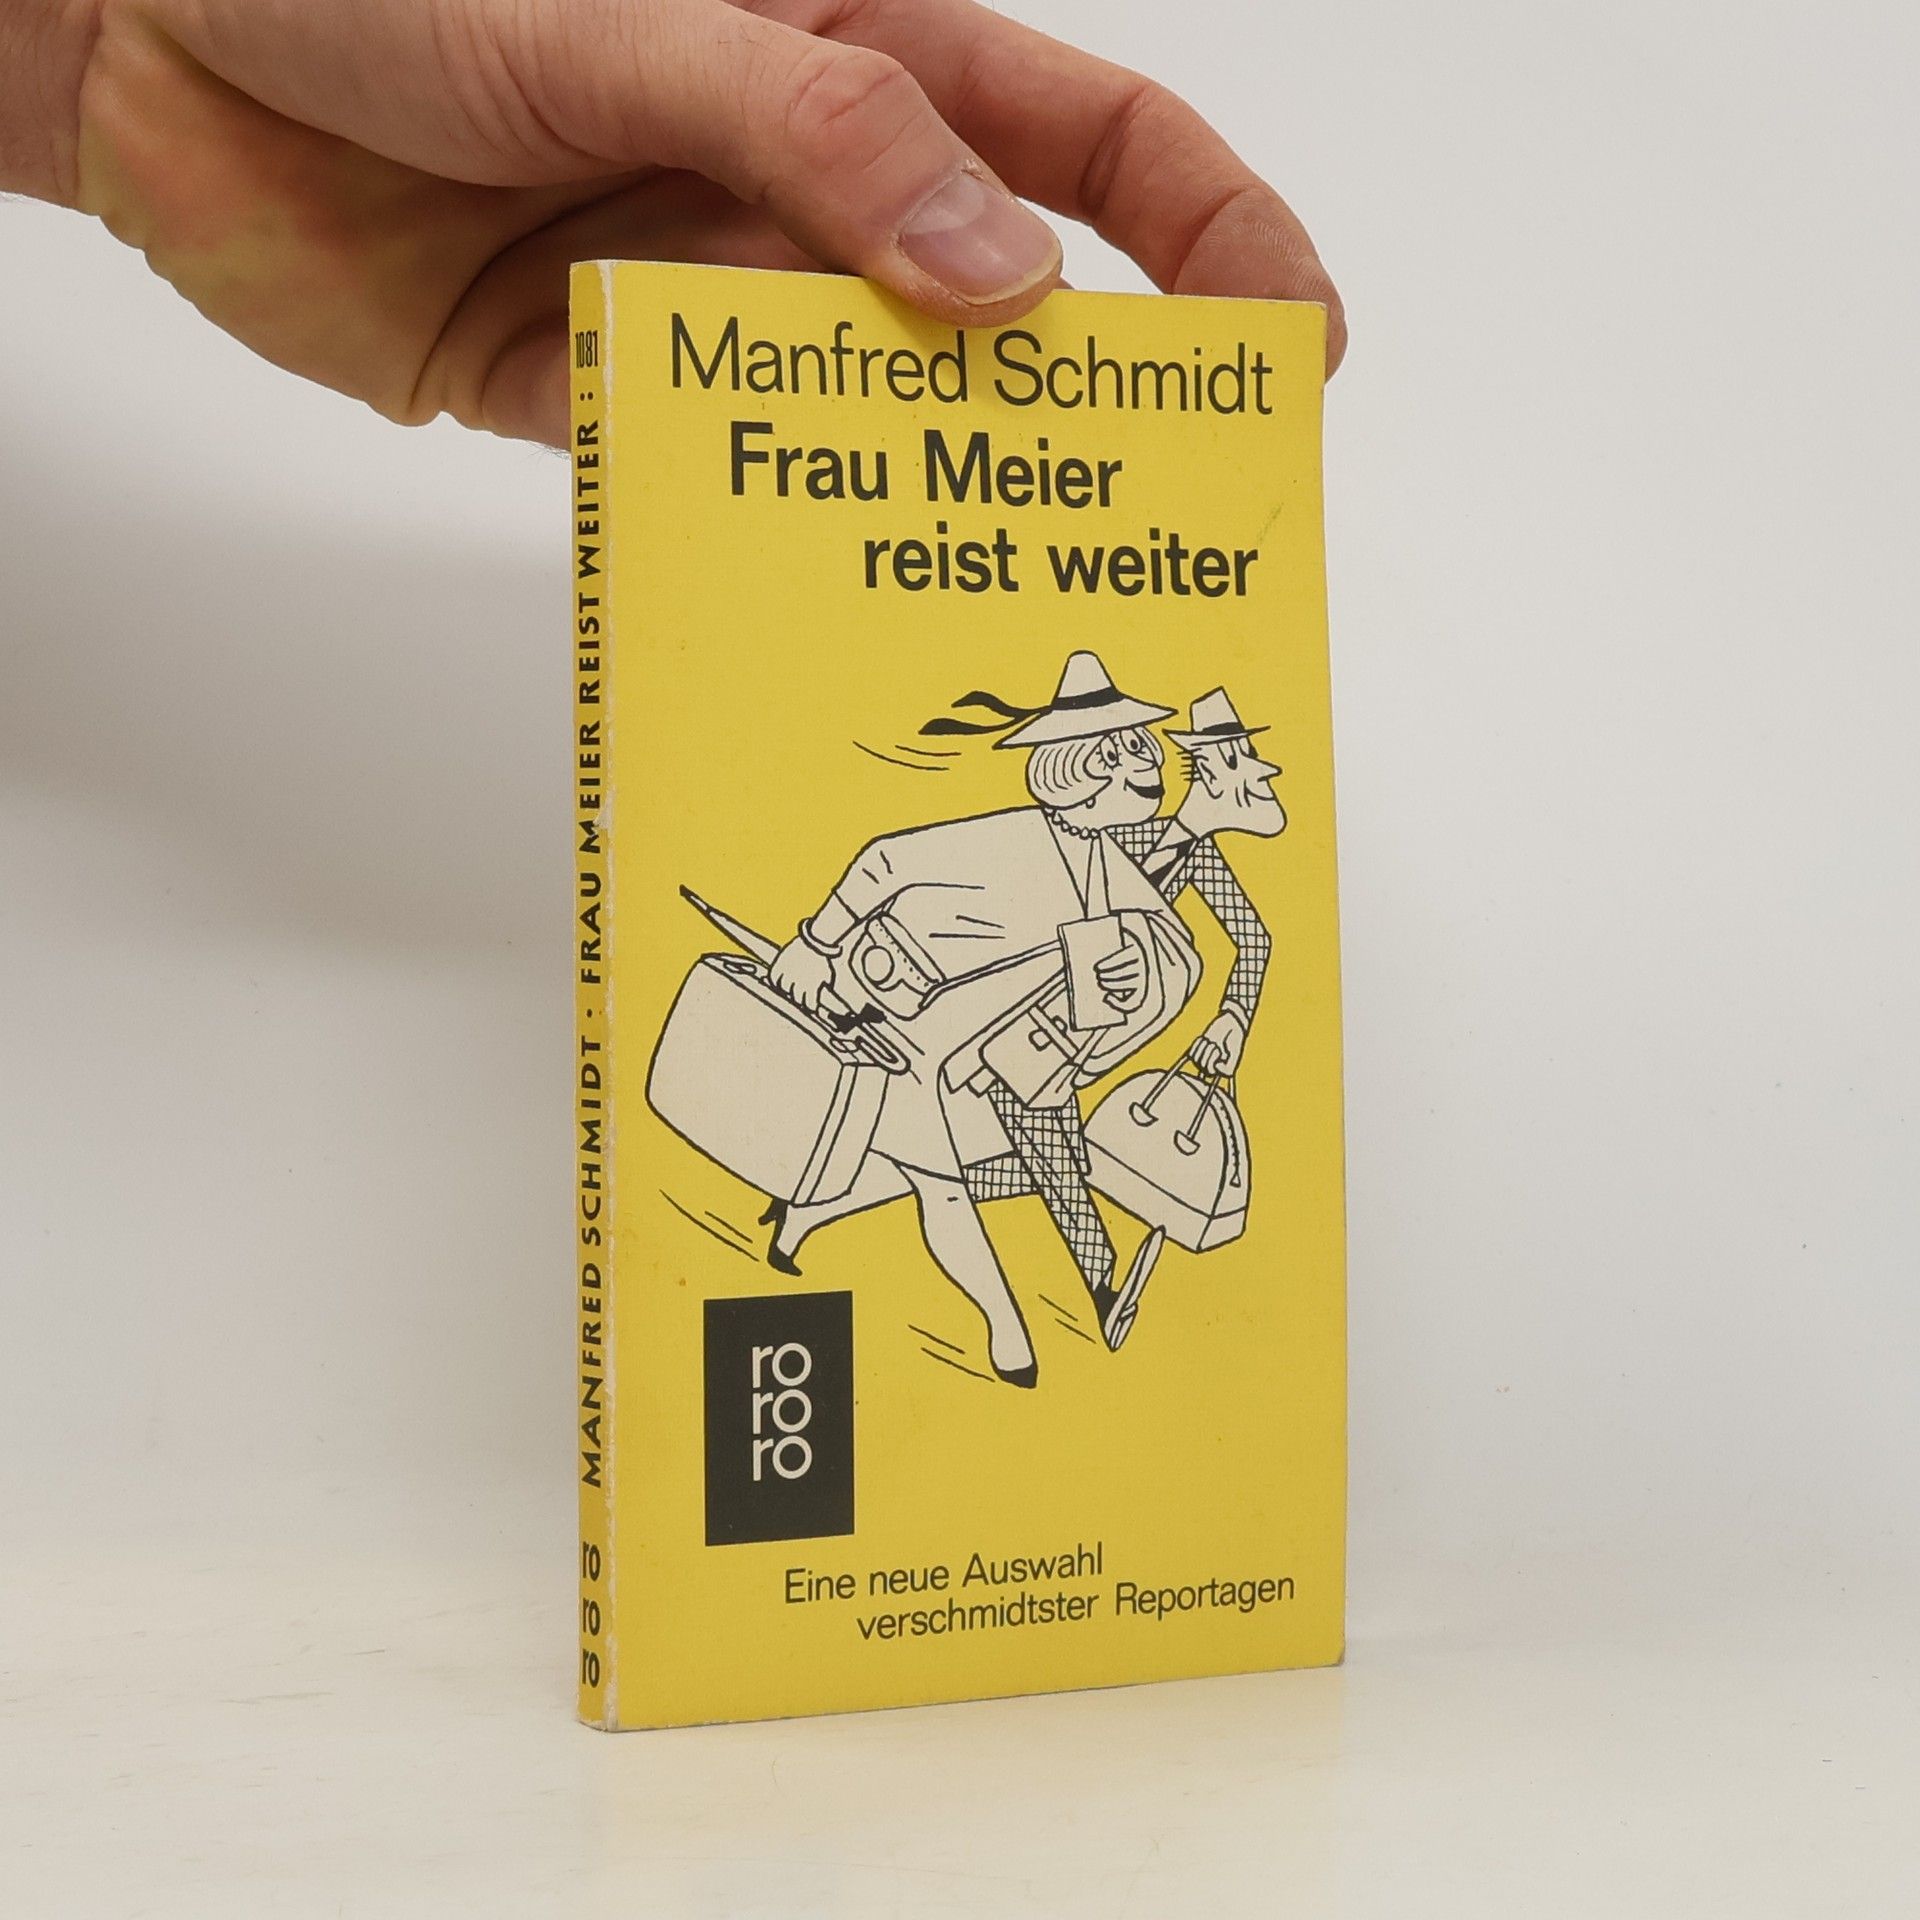 Manfred Schmidt
Frau Meier
reist weiter
ro
ro
ro
Eine neue Auswahl
verschmidtster Reportagen
MANFRED SCHMIDT · FRAU MEIER REIST WEITER : 1081
ro
ro
ro